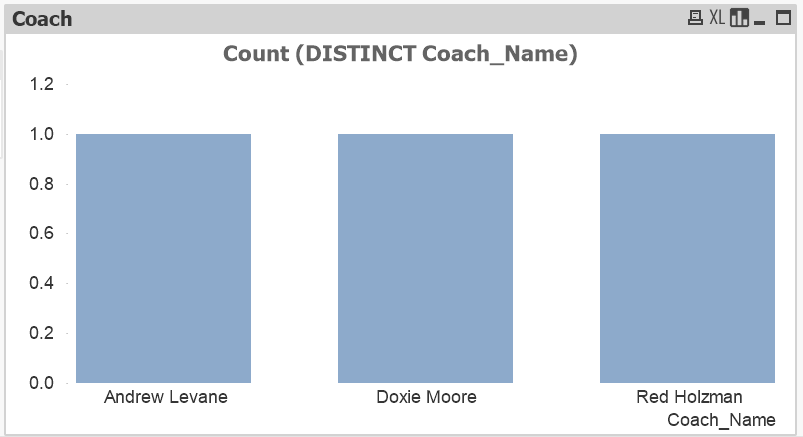 Coach
XL
Count (DISTINCT Coach_Name)
1.2
1.0
0.8
0.6
0.4
0.2
0.0
Andrew Levane Doxie Moore Red Holzman
Coach_Name